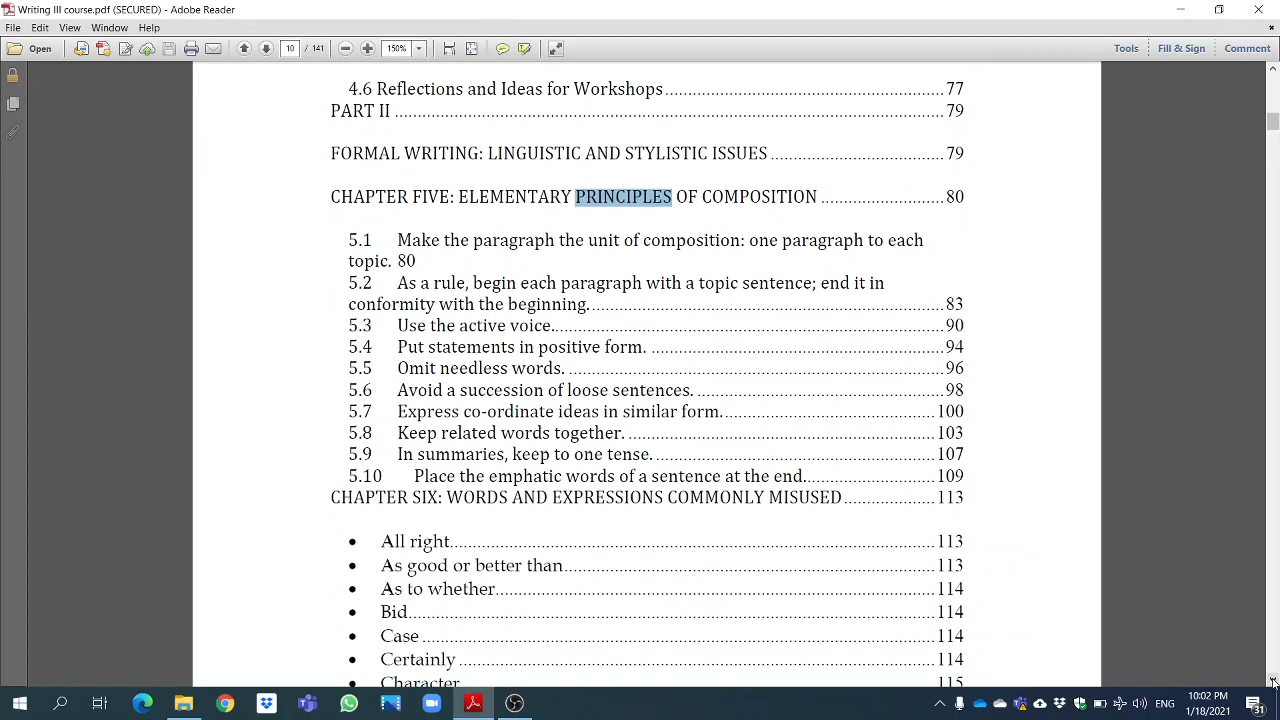 Writing III course.pdf (SECURED) - Adobe Reader
File Edit View Window Help
Open 10 / 141 150% Tools Fill & Sign Comment
4.6 Reflections and Ideas for Workshops 77
PART II 79
FORMAL WRITING: LINGUISTIC AND STYLISTIC ISSUES 79
CHAPTER FIVE: ELEMENTARY PRINCIPLES OF COMPOSITION 80
5.1 Make the paragraph the unit of composition: one paragraph to each
topic. 80
5.2 As a rule, begin each paragraph with a topic sentence; end it in
conformity with the beginning. 83
5.3 Use the active voice. 90
5.4 Put statements in positive form. 94
5.5 Omit needless words. 96
5.6 Avoid a succession of loose sentences. 98
5.7 Express co-ordinate ideas in similar form. 100
5.8 Keep related words together. 103
5.9 In summaries, keep to one tense. 107
5.10 Place the emphatic words of a sentence at the end. 109
CHAPTER SIX: WORDS AND EXPRESSIONS COMMONLY MISUSED 113
• All right 113
• As good or better than 113
• As to whether 114
• Bid 114
• Case 114
• Certainly 114
• Character 115
ENG 10:02 PM
1/18/2021 31